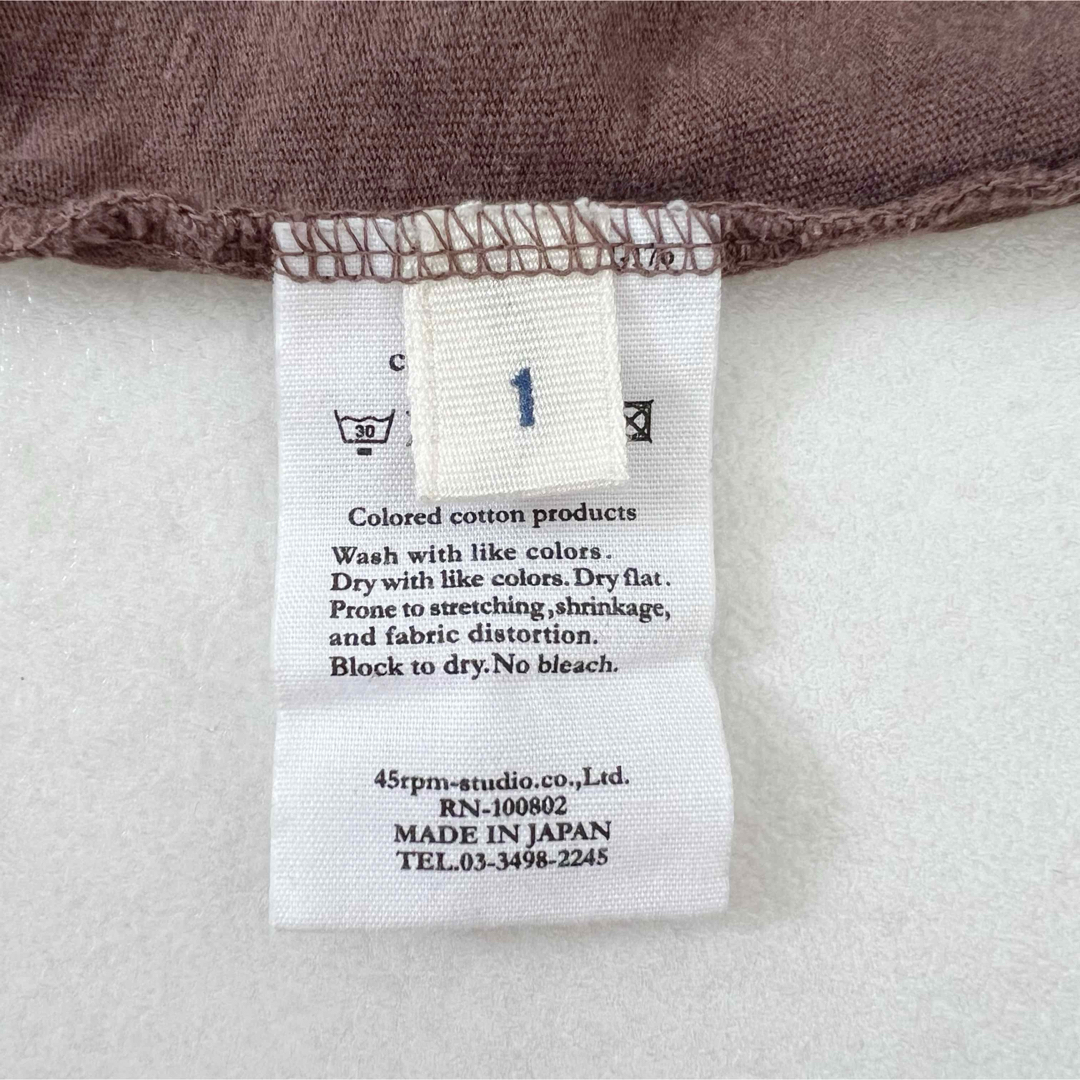 1
30
Colored cotton products
Wash with like colors.
Dry with like colors. Dry flat.
Prone to stretching, shrinkage,
and fabric distortion.
Block to dry. No bleach.
45rpm-studio.co.,Ltd.
RN-100802
MADE IN JAPAN
TEL.03-3498-2245